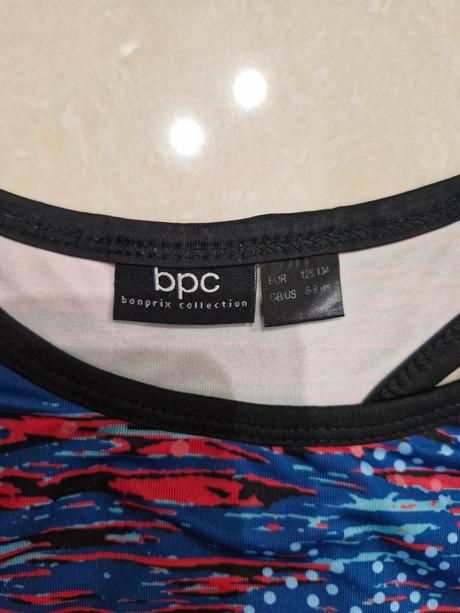 bpc
bonprix collection
EUR 128/134
GB/US 8-9 yrs